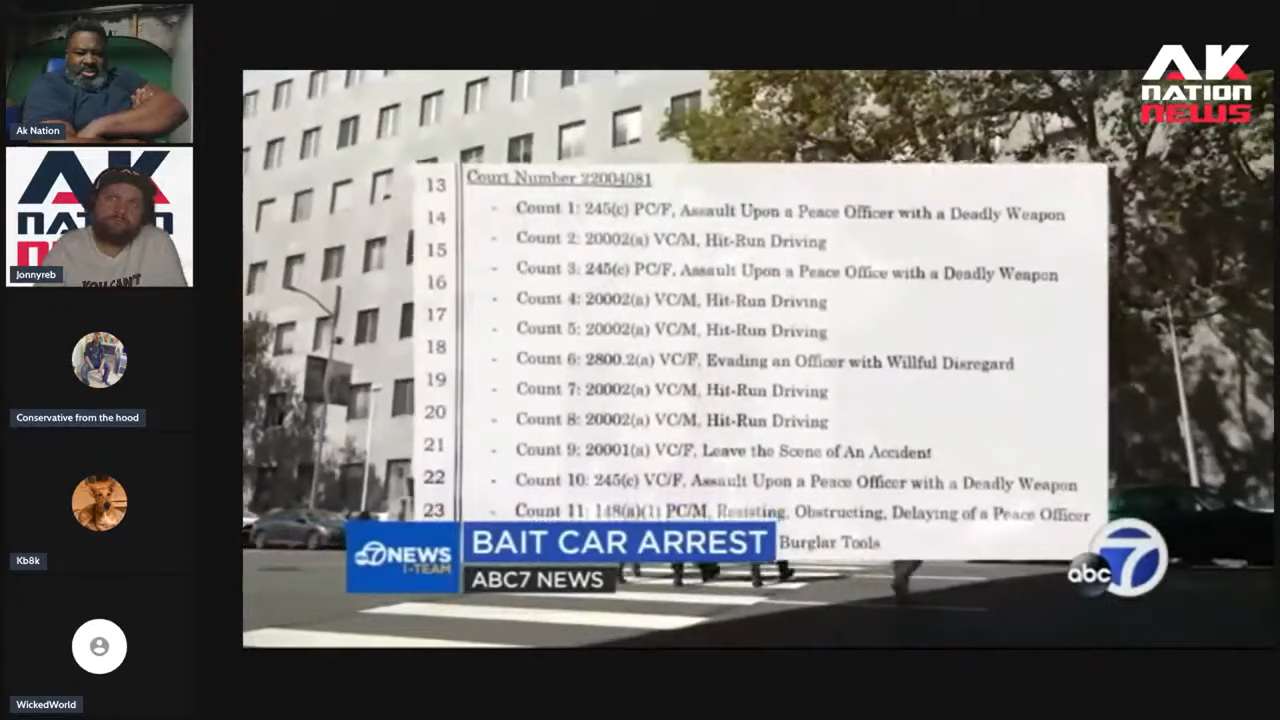 Ak Nation
Jonnyreb
Conservative from the hood
Kb8k
WickedWorld
AK
NATION
NEWS
AK
13 Court Number 22004081
14 - Count 1: 245(c) PC/F, Assault Upon a Peace Officer with a Deadly Weapon
15 - Count 2: 20002(a) VC/M, Hit-Run Driving
16 - Count 3: 245(c) PC/F, Assault Upon a Peace Office with a Deadly Weapon
- Count 4: 20002(a) VC/M, Hit-Run Driving
17 - Count 5: 20002(a) VC/M, Hit-Run Driving
18 - Count 6: 2800.2(a) VC/F, Evading an Officer with Willful Disregard
19 - Count 7: 20002(a) VC/M, Hit-Run Driving
20 - Count 8: 20002(a) VC/M, Hit-Run Driving
21 - Count 9: 20001(a) VC/F, Leave the Scene of An Accident
22 - Count 10: 245(c) VC/F, Assault Upon a Peace Officer with a Deadly Weapon
23 - Count 11: 148(a)(1) PC/M, Resisting, Obstructing, Delaying of a Peace Officer
Burglar Tools
7 NEWS
I-TEAM
BAIT CAR ARREST
ABC7 NEWS
abc 7